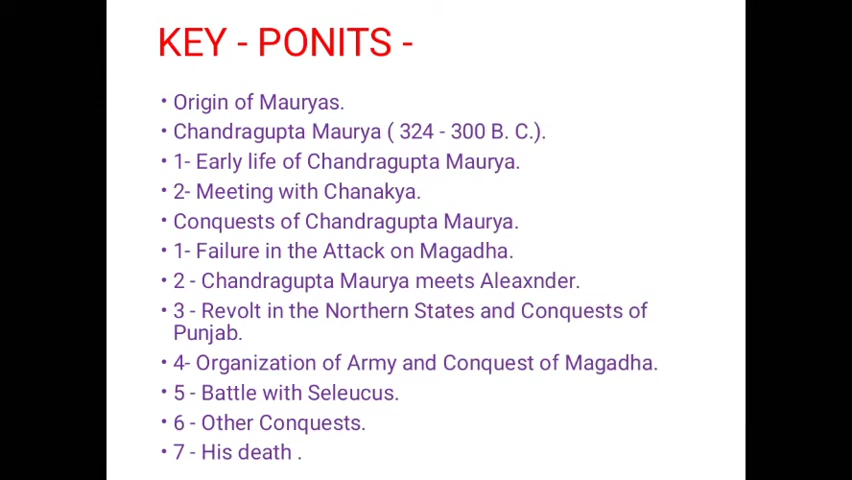 KEY - PONITS -
• Origin of Mauryas.
• Chandragupta Maurya ( 324 - 300 B. C.).
• 1- Early life of Chandragupta Maurya.
• 2- Meeting with Chanakya.
• Conquests of Chandragupta Maurya.
• 1- Failure in the Attack on Magadha.
• 2 - Chandragupta Maurya meets Aleaxnder.
• 3 - Revolt in the Northern States and Conquests of
Punjab.
• 4- Organization of Army and Conquest of Magadha.
• 5 - Battle with Seleucus.
• 6 - Other Conquests.
• 7 - His death .